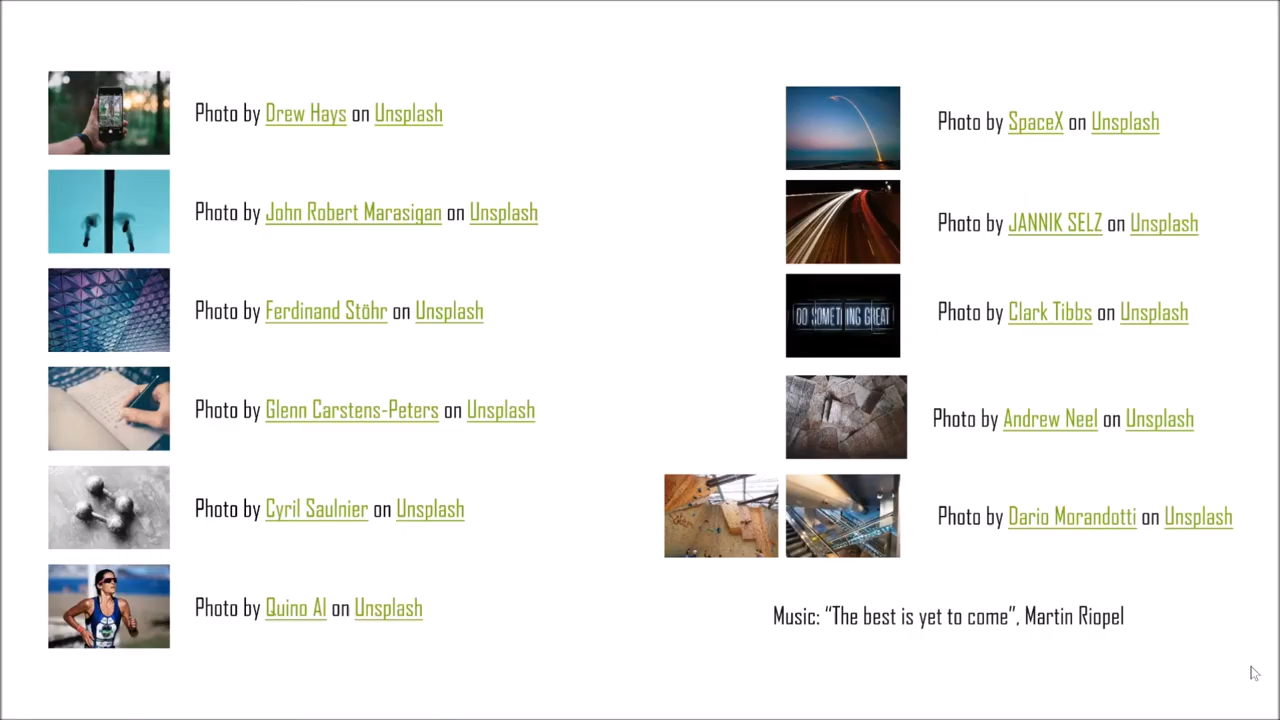 Photo by Drew Hays on Unsplash
Photo by John Robert Marasigan on Unsplash
Photo by Ferdinand Stöhr on Unsplash
Photo by Glenn Carstens-Peters on Unsplash
Photo by Cyril Saulnier on Unsplash
Photo by Quino Al on Unsplash
Photo by SpaceX on Unsplash
Photo by JANNIK SELZ on Unsplash
DO SOMETHING GREAT
Photo by Clark Tibbs on Unsplash
Photo by Andrew Neel on Unsplash
Photo by Dario Morandotti on Unsplash
Music: “The best is yet to come”, Martin Riopel